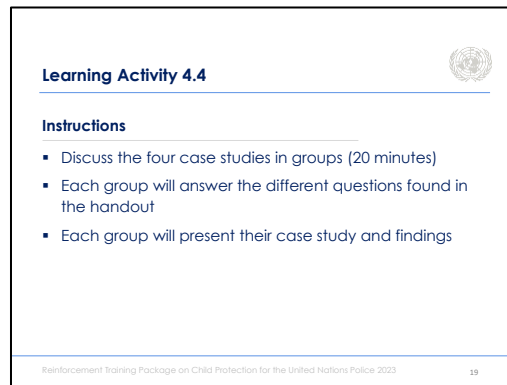 Learning Activity 4.4
Instructions
▪ Discuss the four case studies in groups (20 minutes)
▪ Each group will answer the different questions found in
the handout
▪ Each group will present their case study and findings
Reinforcement Training Package on Child Protection for the United Nations Police 2023
19